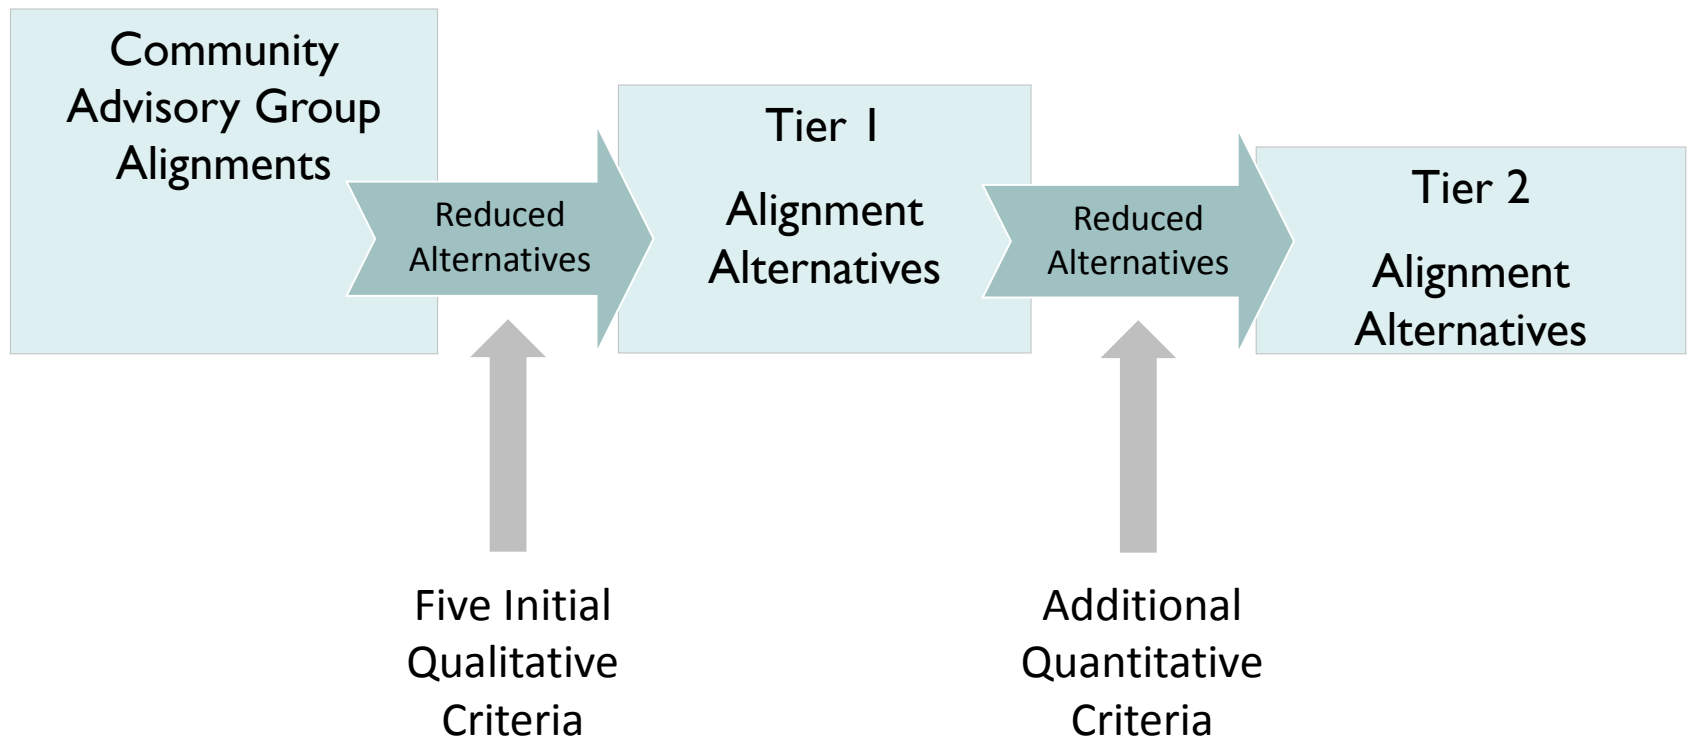 Community
Advisory Group
Alignments
Reduced
Alternatives
Tier 1
Alignment
Alternatives
Reduced
Alternatives
Tier 2
Alignment
Alternatives
Five Initial
Qualitative
Criteria
Additional
Quantitative
Criteria